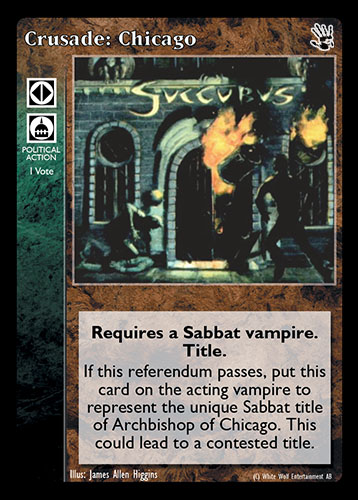 Crusade: Chicago
SUCCUBUS
POLITICAL
ACTION
1 Vote
Requires a Sabbat vampire.
Title.
If this referendum passes, put this
card on the acting vampire to
represent the unique Sabbat title
of Archbishop of Chicago. This
could lead to a contested title.
Illus: James Allen Higgins
(C) White Wolf Entertainment AB